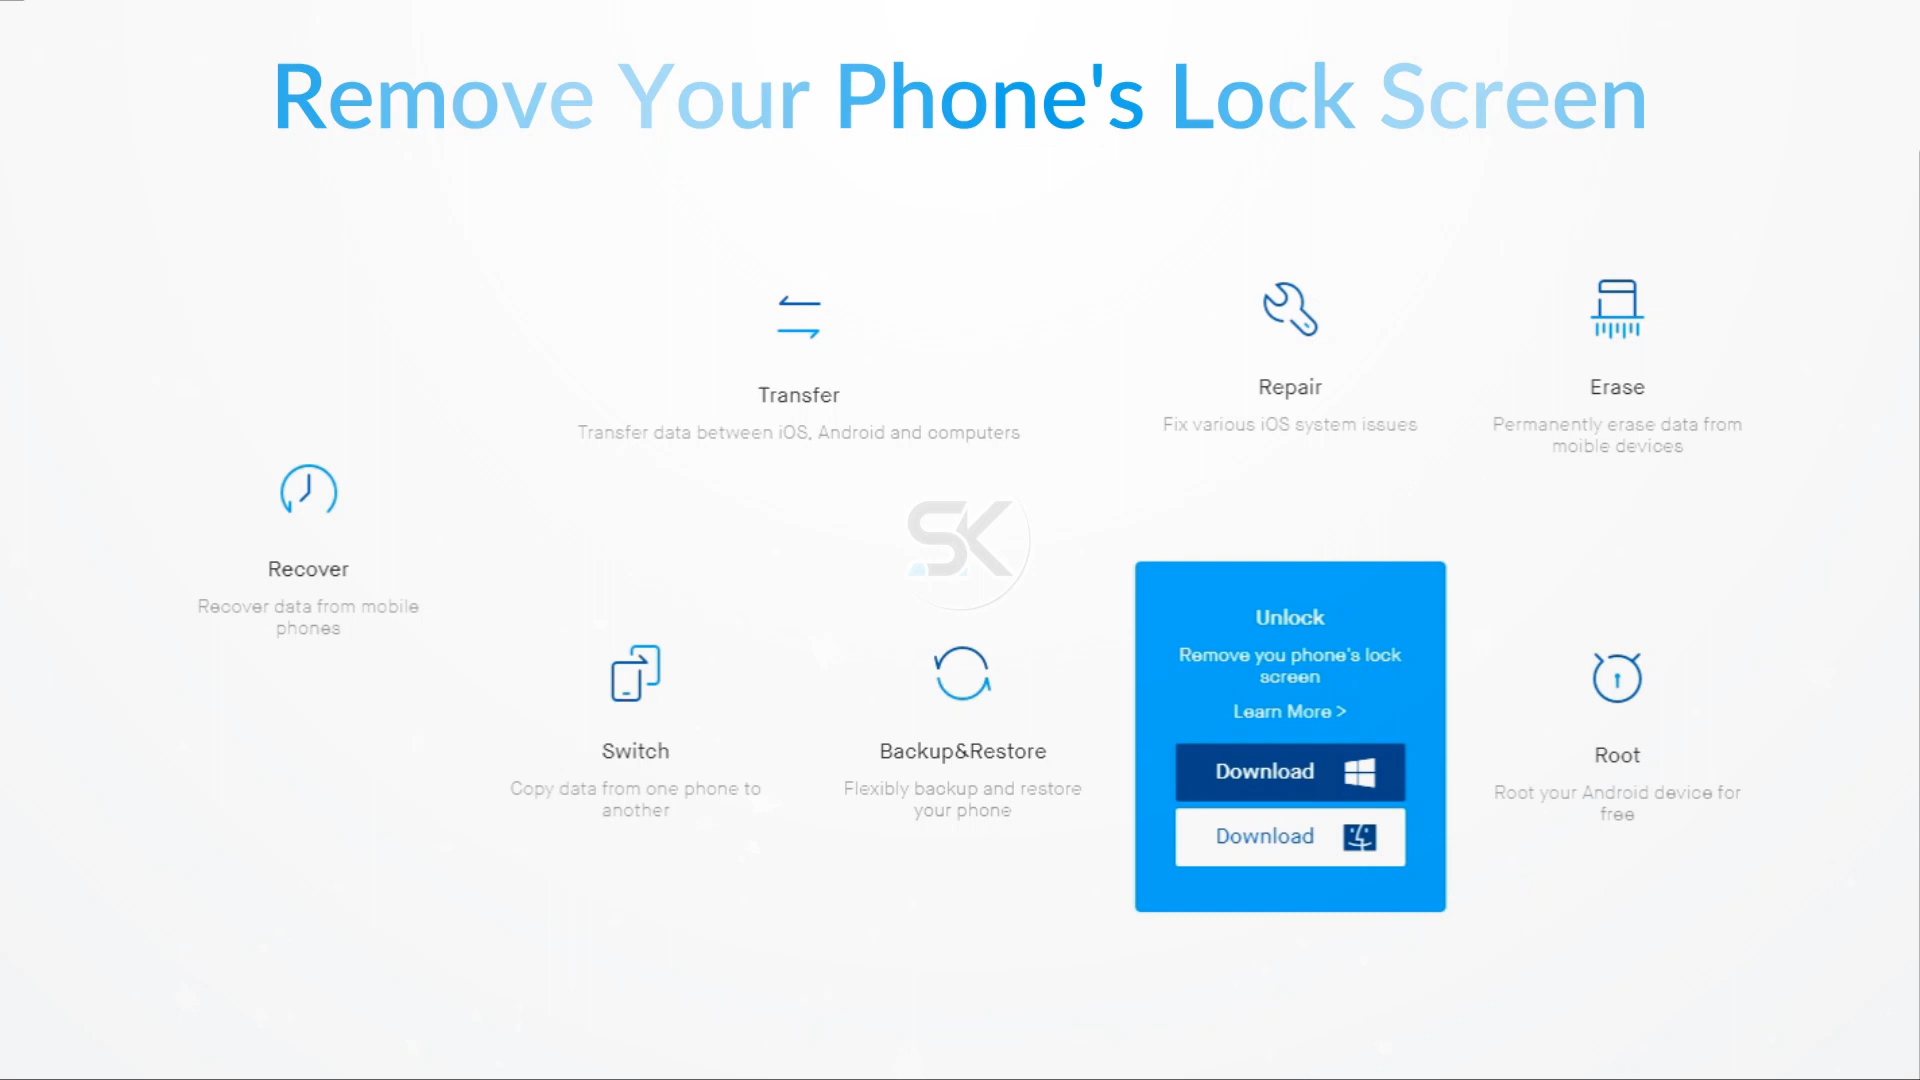 Remove Your Phone's Lock Screen
Transfer
Transfer data between iOS, Android and computers
Repair
Fix various iOS system issues
Erase
Permanently erase data from
moible devices
Recover
Recover data from mobile
phones
SK
Switch
Copy data from one phone to
another
Backup&Restore
Flexibly backup and restore
your phone
Unlock
Remove you phone's lock
screen
Learn More >
Download
Download
Root
Root your Android device for
free